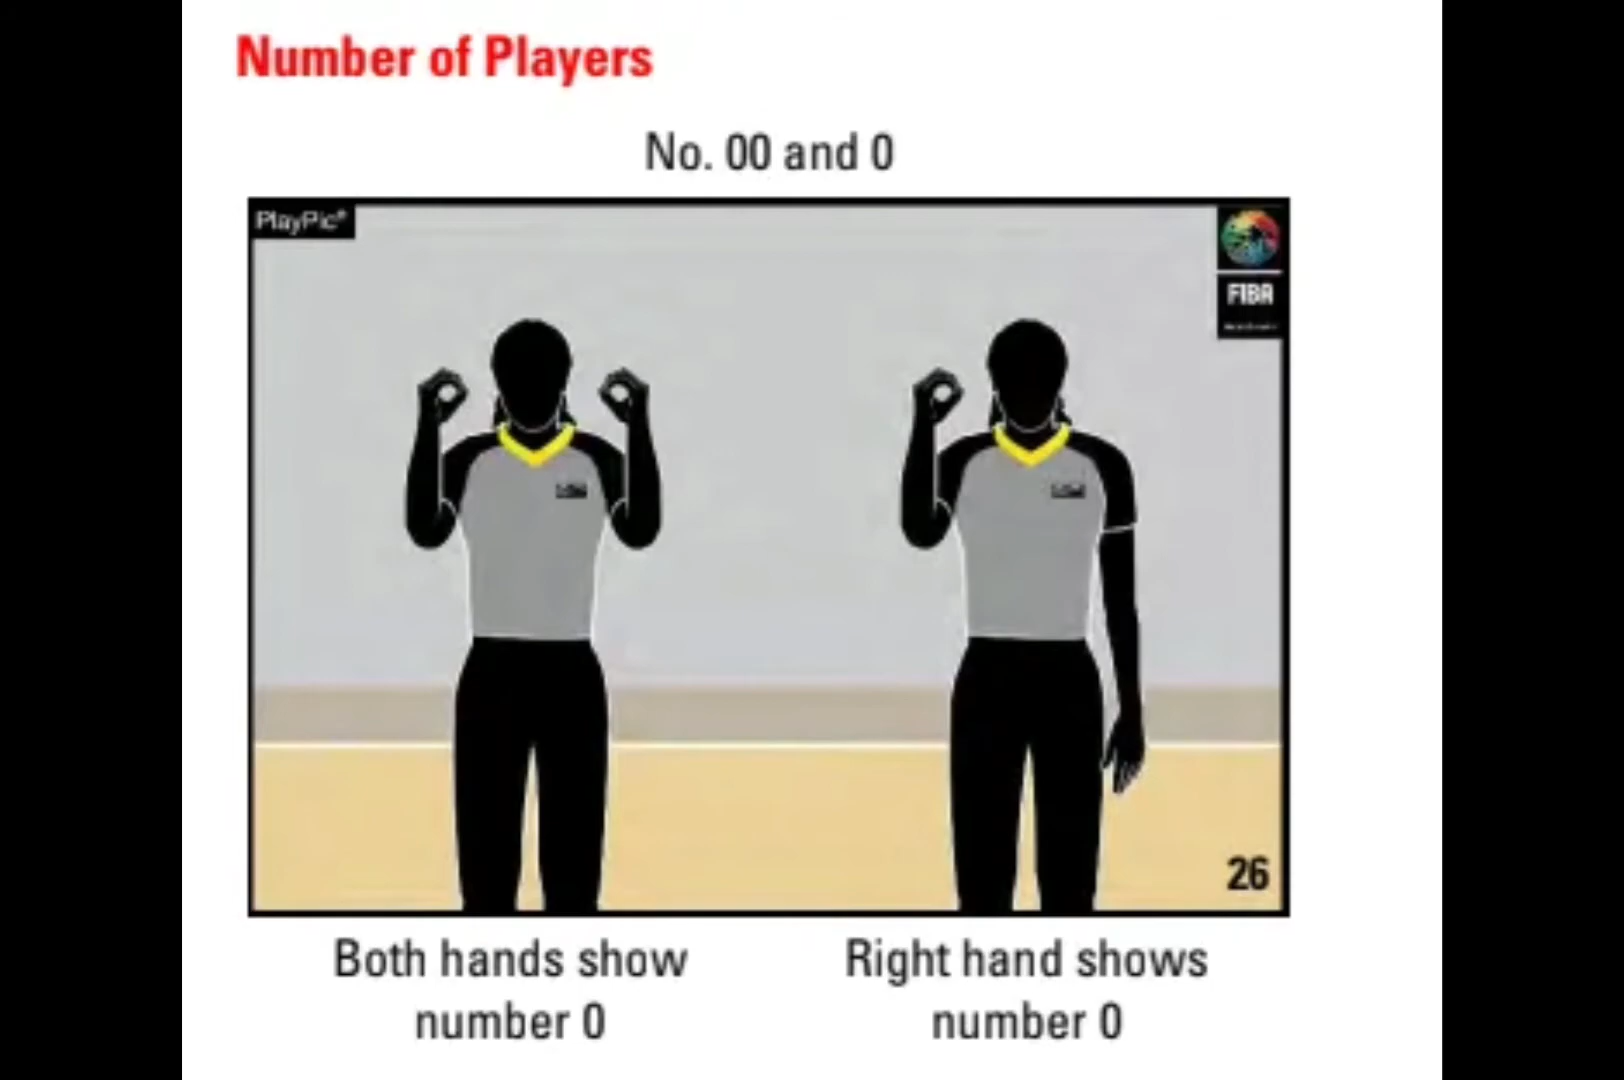 Number of Players
No. 00 and 0
PlayPic®
FIBA
26
Both hands show
number 0
Right hand shows
number 0